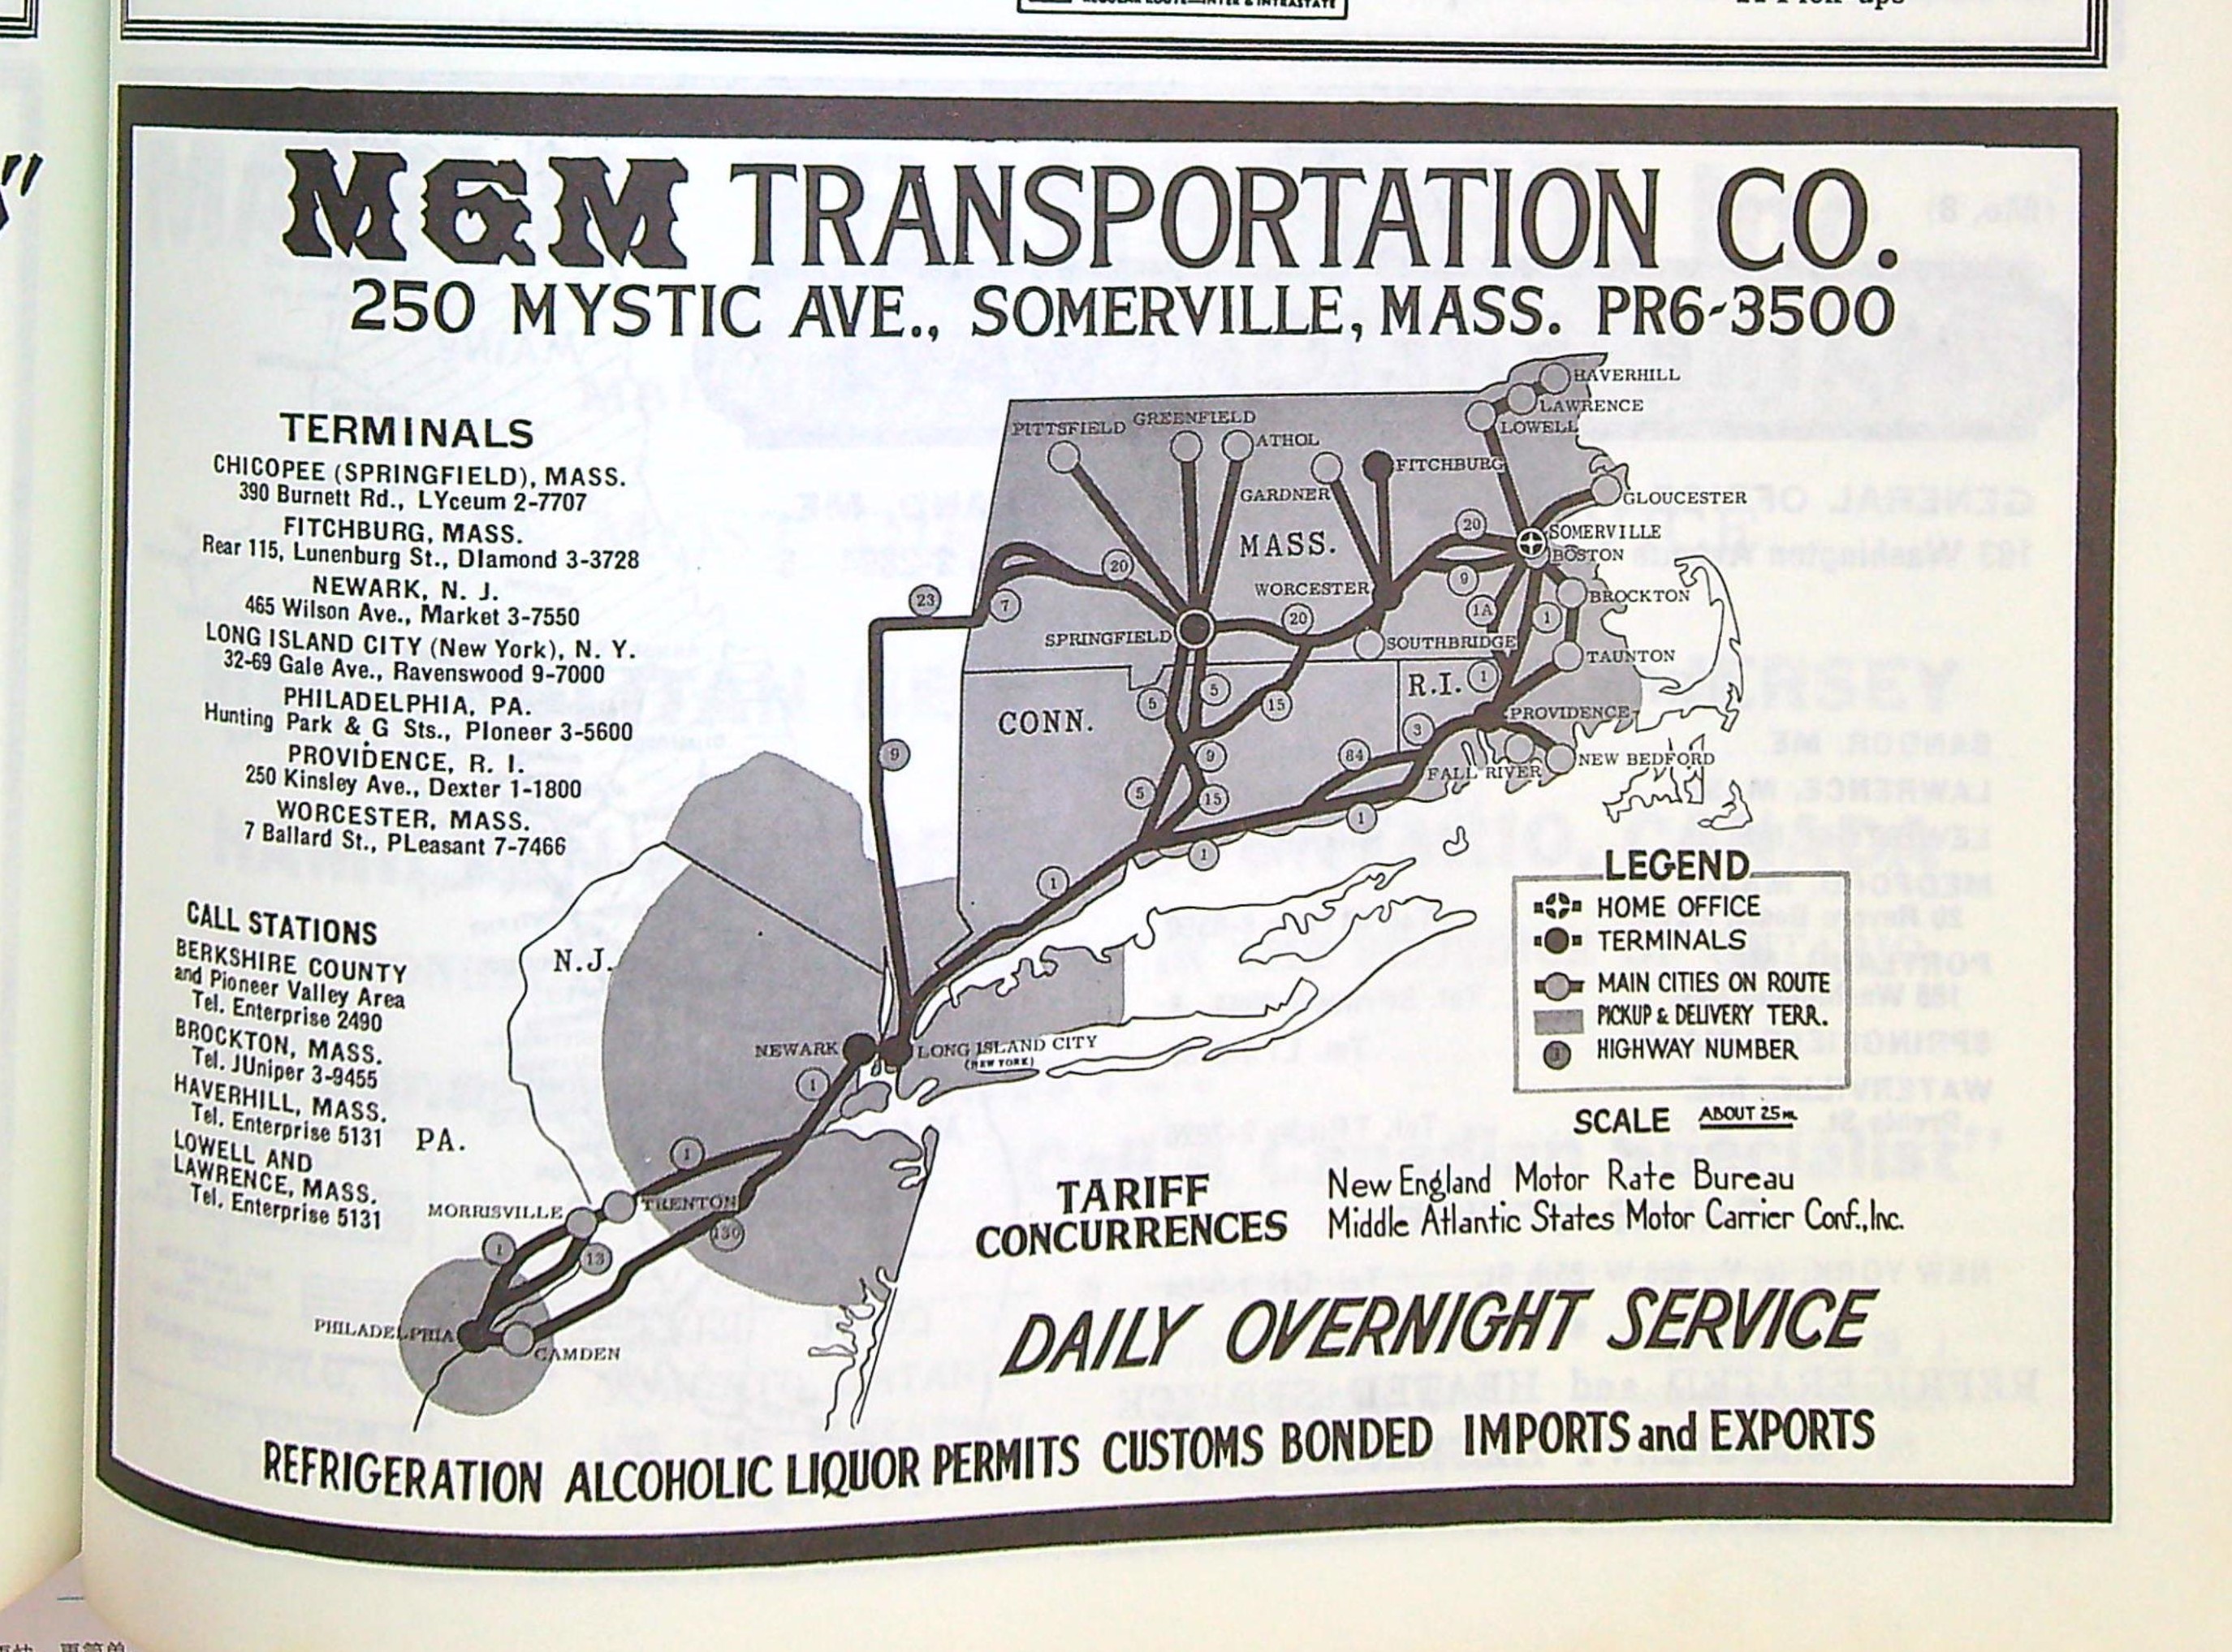 REGULAR ROUTE—INTER & INTRASTATE
M&M TRANSPORTATION CO.
250 MYSTIC AVE., SOMERVILLE, MASS. PR6-3500
TERMINALS
CHICOPEE (SPRINGFIELD), MASS.
390 Burnett Rd., LYceum 2-7707
FITCHBURG, MASS.
Rear 115, Lunenburg St., DIamond 3-3728
NEWARK, N. J.
465 Wilson Ave., Market 3-7550
LONG ISLAND CITY (New York), N. Y.
32-69 Gale Ave., Ravenswood 9-7000
PHILADELPHIA, PA.
Hunting Park & G Sts., PIoneer 3-5600
PROVIDENCE, R. I.
250 Kinsley Ave., Dexter 1-1800
WORCESTER, MASS.
7 Ballard St., PLeasant 7-7466
CALL STATIONS
BERKSHIRE COUNTY
and Pioneer Valley Area
Tel. Enterprise 2490
BROCKTON, MASS.
Tel. JUniper 3-9455
HAVERHILL, MASS.
Tel. Enterprise 5131
LOWELL AND
LAWRENCE, MASS.
Tel. Enterprise 5131
HAVERHILL
LAWRENCE
LOWELL
PITTSFIELD
GREENFIELD
ATHOL
FITCHBURG
GARDNER
GLOUCESTER
MASS.
20
SOMERVILLE
BOSTON
20
9
WORCESTER
BROCKTON
23
7
20
1A
1
SPRINGFIELD
SOUTHBRIDGE
TAUNTON
R.I.
1
5
5
15
CONN.
PROVIDENCE
3
9
9
84
FALL RIVER
NEW BEDFORD
5
15
1
1
1
N.J.
NEWARK
LONG ISLAND CITY
(NEW YORK)
1
PA.
1
MORRISVILLE
TRENTON
130
1
13
PHILADELPHIA
CAMDEN
LEGEND
HOME OFFICE
TERMINALS
MAIN CITIES ON ROUTE
PICKUP & DELIVERY TERR.
HIGHWAY NUMBER
SCALE ABOUT 25 MI.
TARIFF
CONCURRENCES
New England Motor Rate Bureau
Middle Atlantic States Motor Carrier Conf., Inc.
DAILY OVERNIGHT SERVICE
REFRIGERATION ALCOHOLIC LIQUOR PERMITS CUSTOMS BONDED IMPORTS and EXPORTS